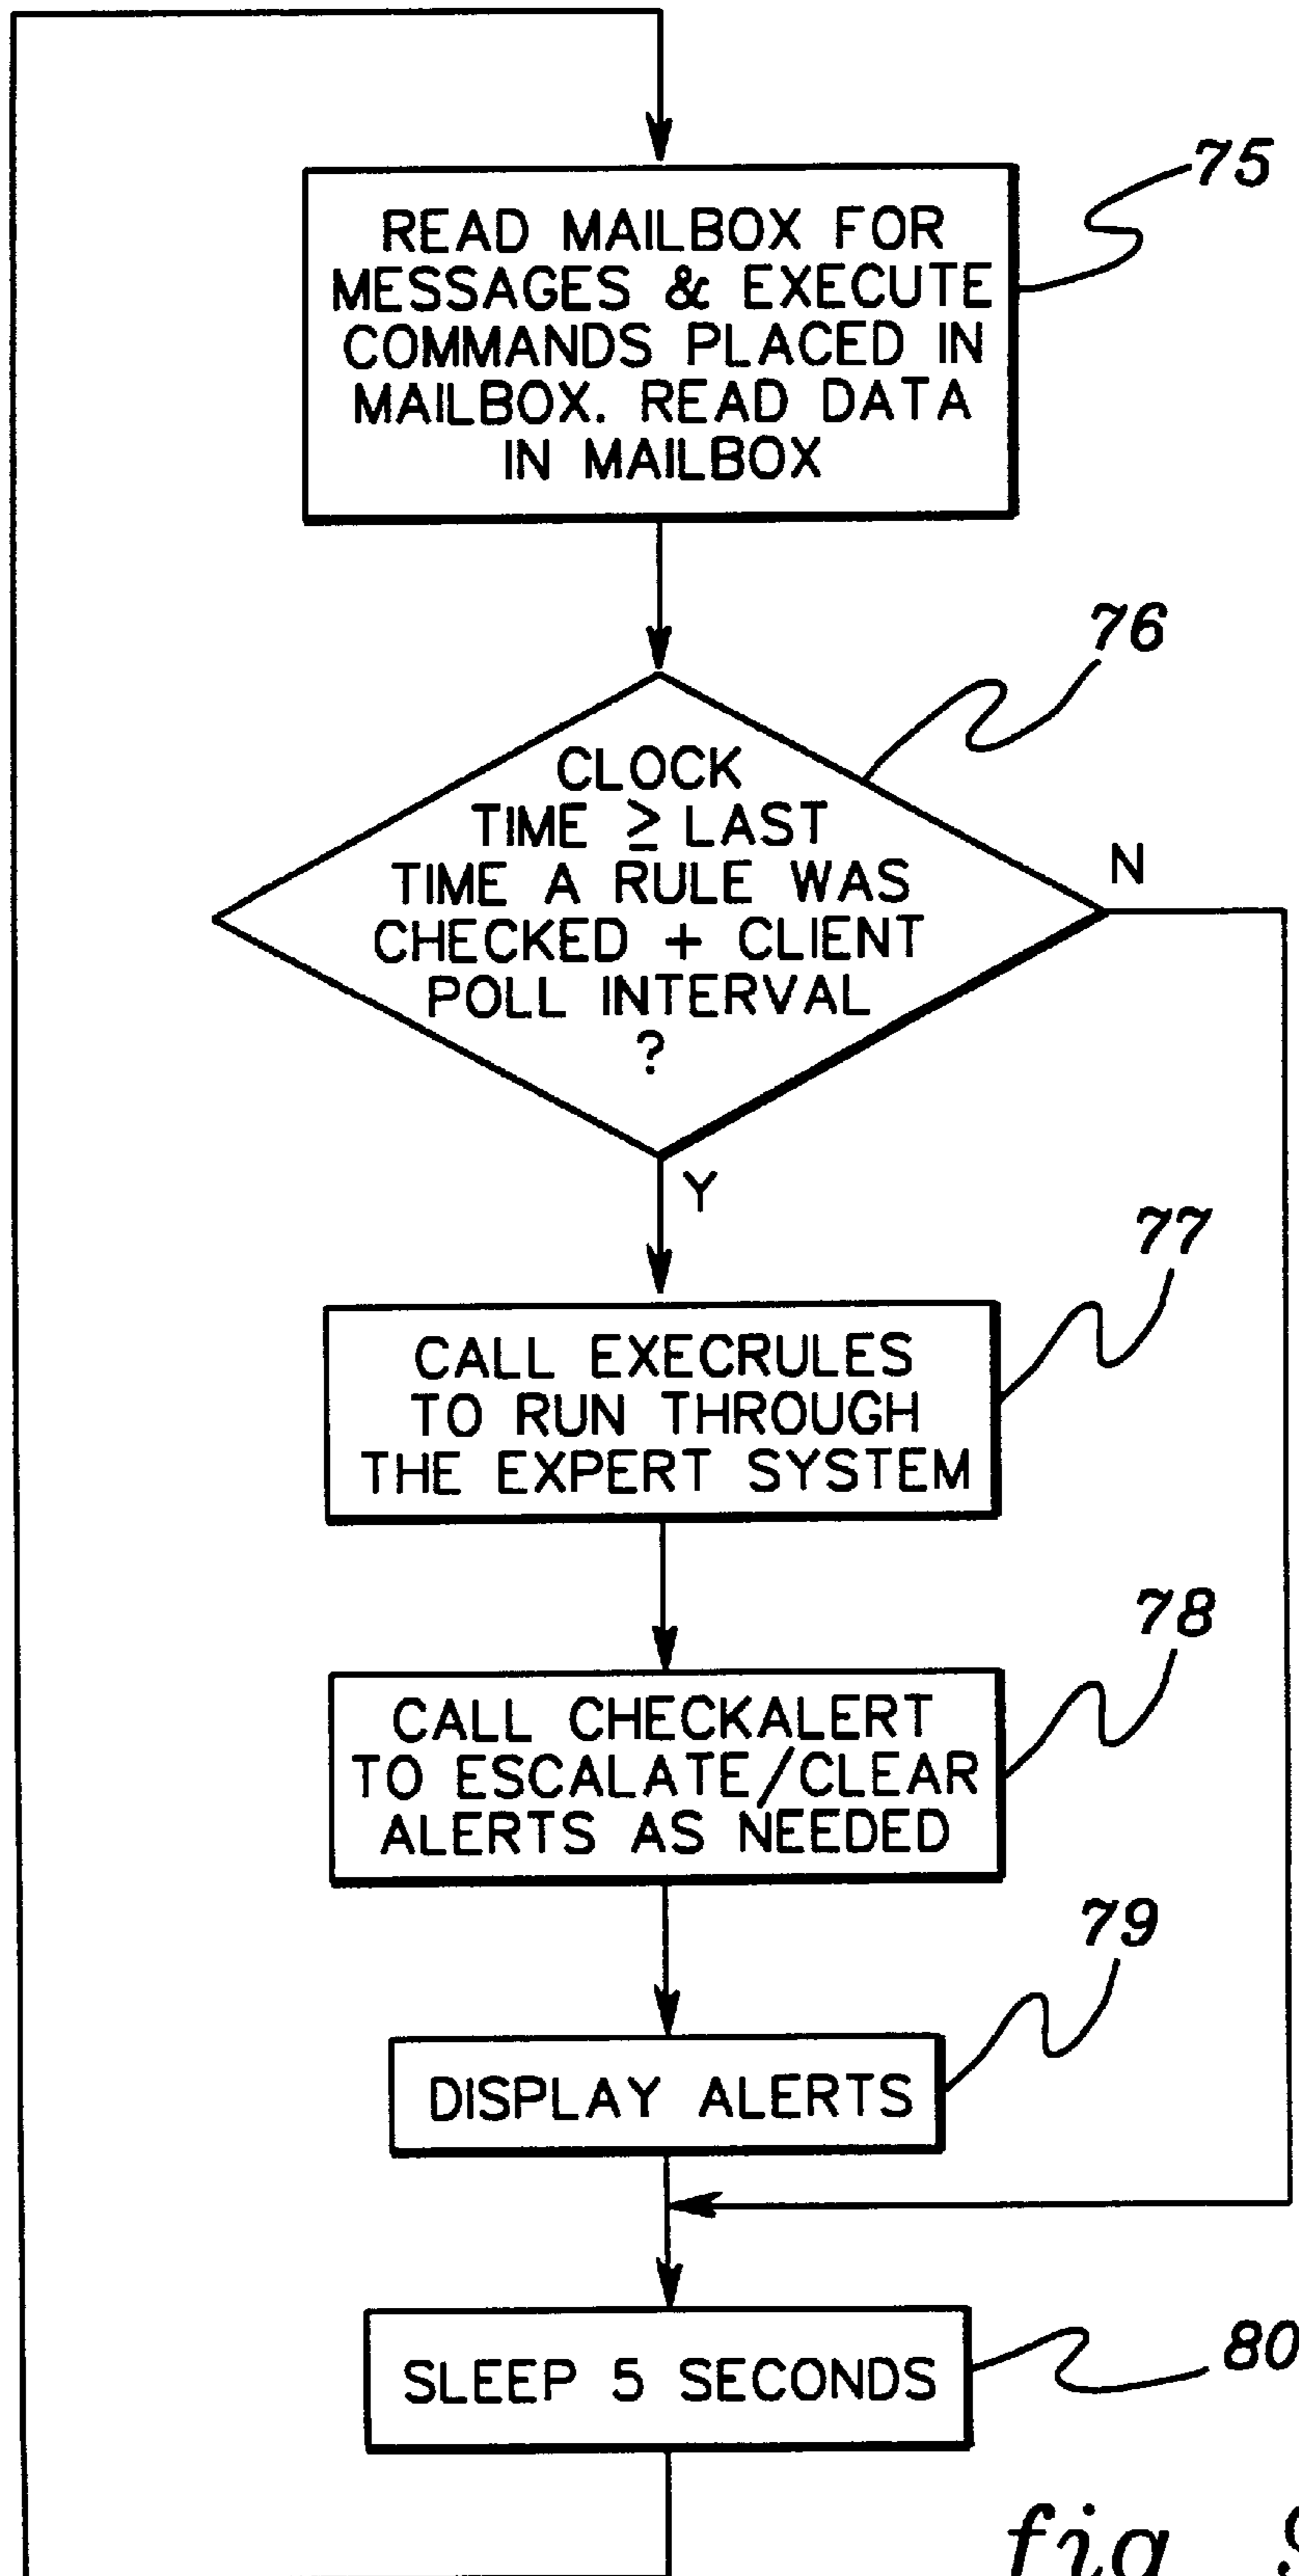 75
READ MAILBOX FOR
MESSAGES & EXECUTE
COMMANDS PLACED IN
MAILBOX. READ DATA
IN MAILBOX
76
CLOCK
TIME ≥ LAST
TIME A RULE WAS
CHECKED + CLIENT
POLL INTERVAL
?
N
Y
77
CALL EXECRULES
TO RUN THROUGH
THE EXPERT SYSTEM
78
CALL CHECKALERT
TO ESCALATE/CLEAR
ALERTS AS NEEDED
79
DISPLAY ALERTS
80
SLEEP 5 SECONDS
fig